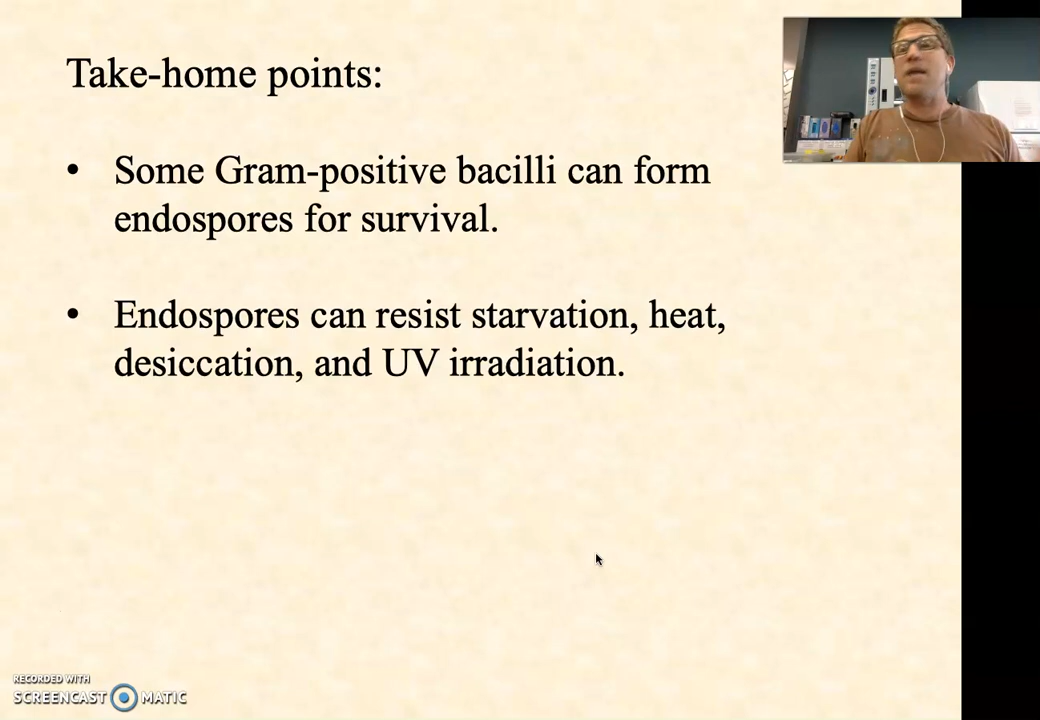 Take-home points:
• Some Gram-positive bacilli can form
endospores for survival.
• Endospores can resist starvation, heat,
desiccation, and UV irradiation.
RECORDED WITH
SCREENCAST MATIC